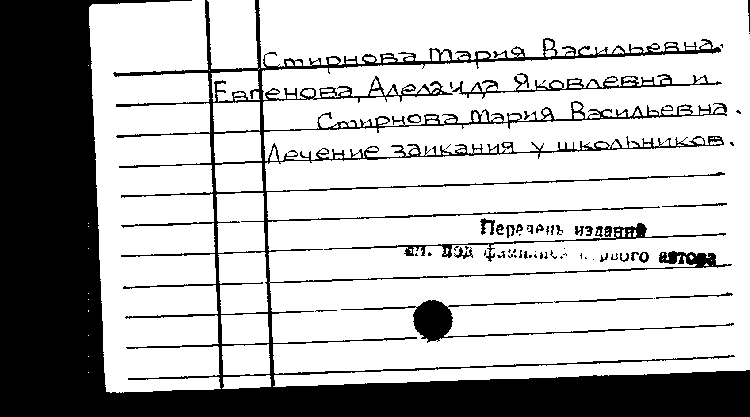 Смирнова, Мария Васильевна.
Евгенова, Аделаида Яковлевна и
Смирнова, Мария Васильевна.
Лечение заикания у школьников.
Перечень изданий
см. под фамилией первого автора